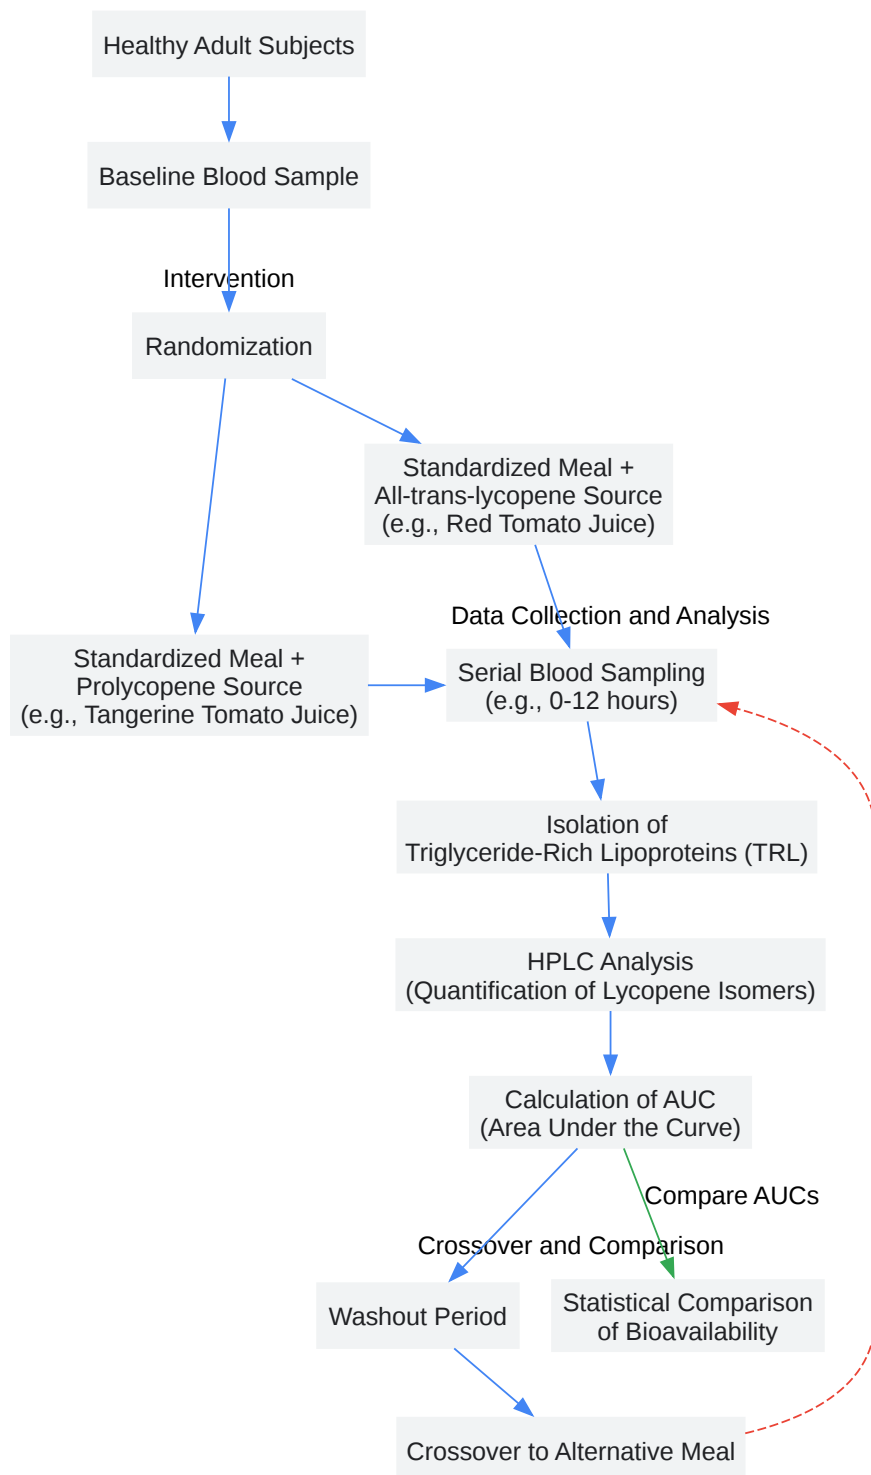 Healthy Adult Subjects
Baseline Blood Sample
Intervention
Randomization
Standardized Meal +
All-trans-lycopene Source
(e.g., Red Tomato Juice)
Data Collection and Analysis
Standardized Meal +
Prolycopene Source
(e.g., Tangerine Tomato Juice)
Serial Blood Sampling
(e.g., 0-12 hours)
Isolation of
Triglyceride-Rich Lipoproteins (TRL)
HPLC Analysis
(Quantification of Lycopene Isomers)
Calculation of AUC
(Area Under the Curve)
Compare AUCs
Crossover and Comparison
Washout Period
Statistical Comparison
of Bioavailability
Crossover to Alternative Meal